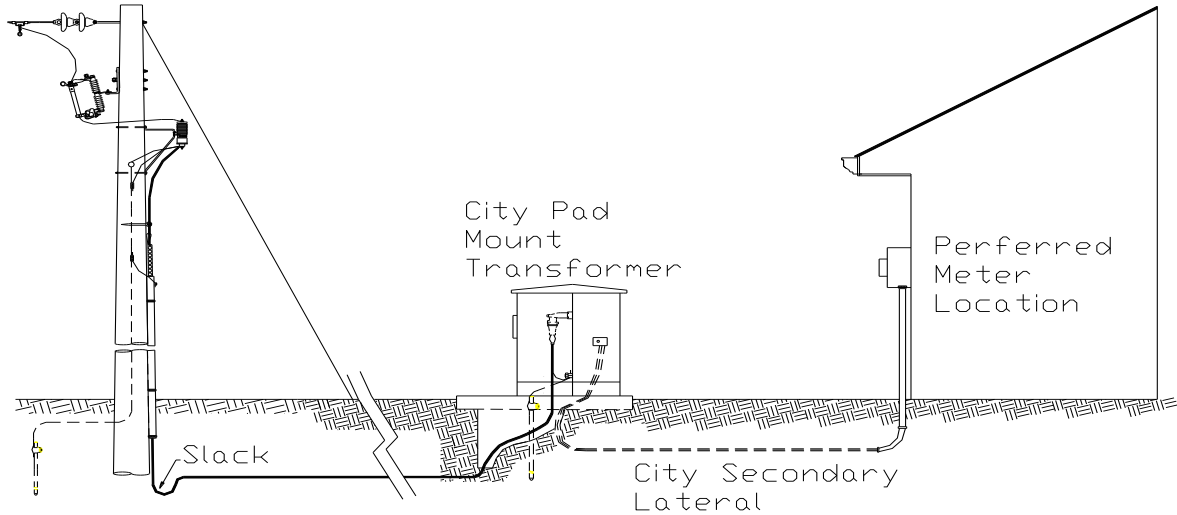 City Pad
Mount
Transformer
Perferred
Meter
Location
Slack
City Secondary
Lateral